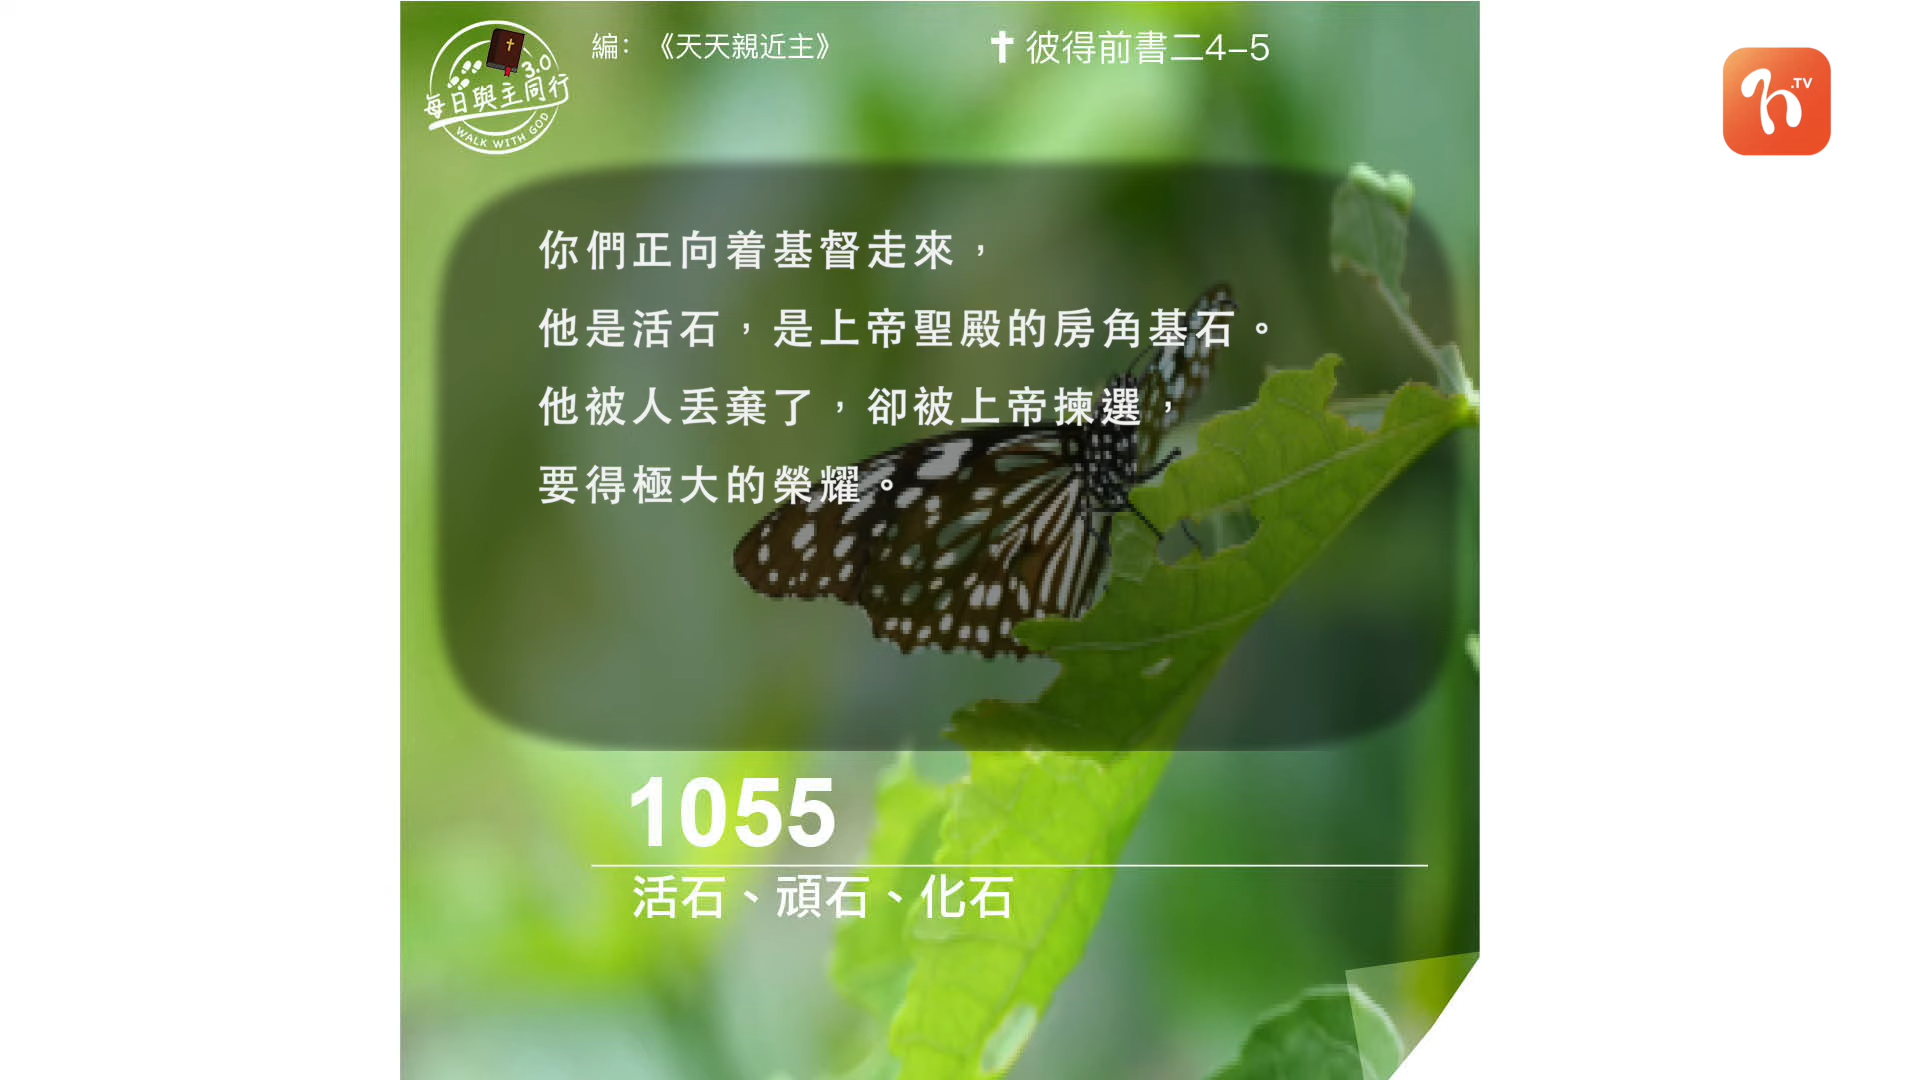 編：《天天親近主》
✝ 彼得前書二4–5
3.0
每日與主同行
WALK WITH GOD
.TV
你們正向着基督走來，
他是活石，是上帝聖殿的房角基石。
他被人丟棄了，卻被上帝揀選，
要得極大的榮耀。
1055
活石、頑石、化石